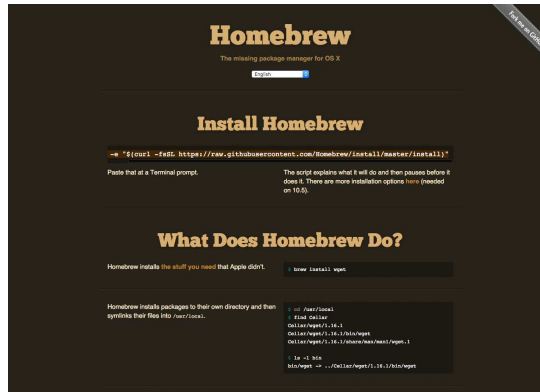 Fork me on GitHub
Homebrew
The missing package manager for OS X
English
Install Homebrew
-e "$(curl -fsSL https://raw.githubusercontent.com/Homebrew/install/master/install)"
Paste that at a Terminal prompt.
The script explains what it will do and then pauses before it
does it. There are more installation options here (needed
on 10.5).
What Does Homebrew Do?
Homebrew installs the stuff you need that Apple didn't.
$ brew install wget
Homebrew installs packages to their own directory and then
symlinks their files into /usr/local.
$ cd /usr/local
$ find Cellar
Cellar/wget/1.16.1
Cellar/wget/1.16.1/bin/wget
Cellar/wget/1.16.1/share/man/man1/wget.1
$ ls -l bin
bin/wget -> ../Cellar/wget/1.16.1/bin/wget